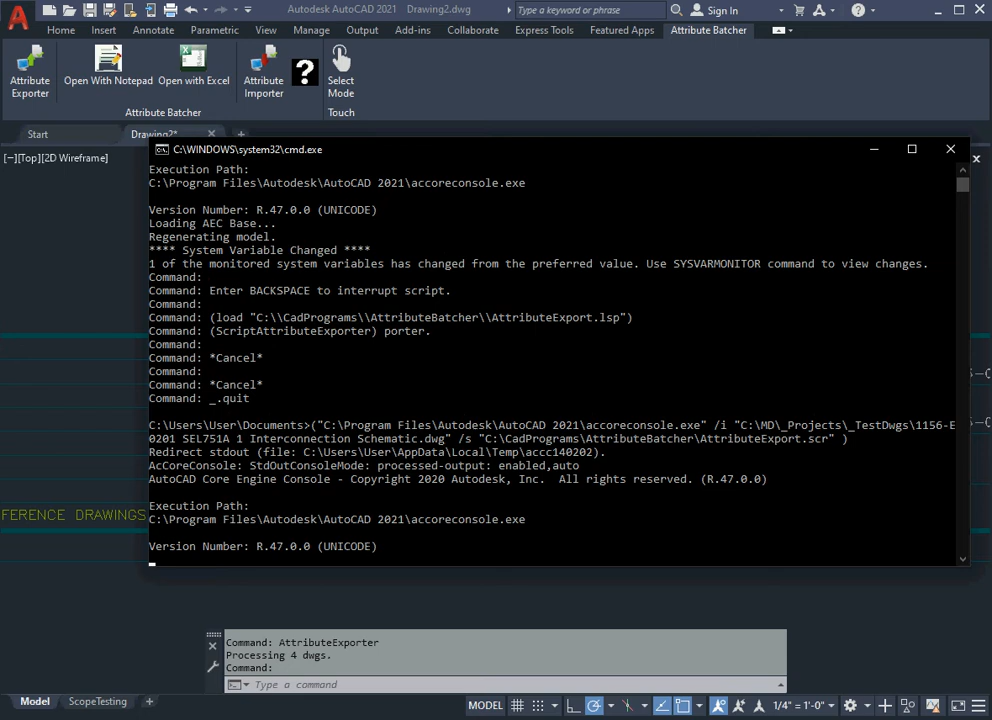 Autodesk AutoCAD 2021 Drawing2.dwg
Type a keyword or phrase
Sign In
Home Insert Annotate Parametric View Manage Output Add-ins Collaborate Express Tools Featured Apps Attribute Batcher
Attribute Exporter
Open With Notepad
Open with Excel
Attribute Importer
?
Select Mode
Attribute Batcher
Touch
Start
Drawing2*
[−][Top][2D Wireframe]
C:\WINDOWS\system32\cmd.exe
Execution Path:
C:\Program Files\Autodesk\AutoCAD 2021\accoreconsole.exe
Version Number: R.47.0.0 (UNICODE)
Loading AEC Base...
Regenerating model.
**** System Variable Changed ****
1 of the monitored system variables has changed from the preferred value. Use SYSVARMONITOR command to view changes.
Command:
Command: Enter BACKSPACE to interrupt script.
Command:
Command: (load "C:\\CadPrograms\\AttributeBatcher\\AttributeExport.lsp")
Command: (ScriptAttributeExporter) porter.
Command:
Command: *Cancel*
Command:
Command: *Cancel*
Command: _.quit
C:\Users\User\Documents>("C:\Program Files\Autodesk\AutoCAD 2021\accoreconsole.exe" /i "C:\MD\_Projects\_TestDwgs\1156-E
0201 SEL751A 1 Interconnection Schematic.dwg" /s "C:\CadPrograms\AttributeBatcher\AttributeExport.scr" )
Redirect stdout (file: C:\Users\User\AppData\Local\Temp\accc140202).
AcCoreConsole: StdOutConsoleMode: processed-output: enabled,auto
AutoCAD Core Engine Console - Copyright 2020 Autodesk, Inc.  All rights reserved. (R.47.0.0)
Execution Path:
C:\Program Files\Autodesk\AutoCAD 2021\accoreconsole.exe
Version Number: R.47.0.0 (UNICODE)
FERENCE DRAWINGS
Command: AttributeExporter
Processing 4 dwgs.
Command:
Type a command
Model
ScopeTesting
MODEL
1/4" = 1'-0"